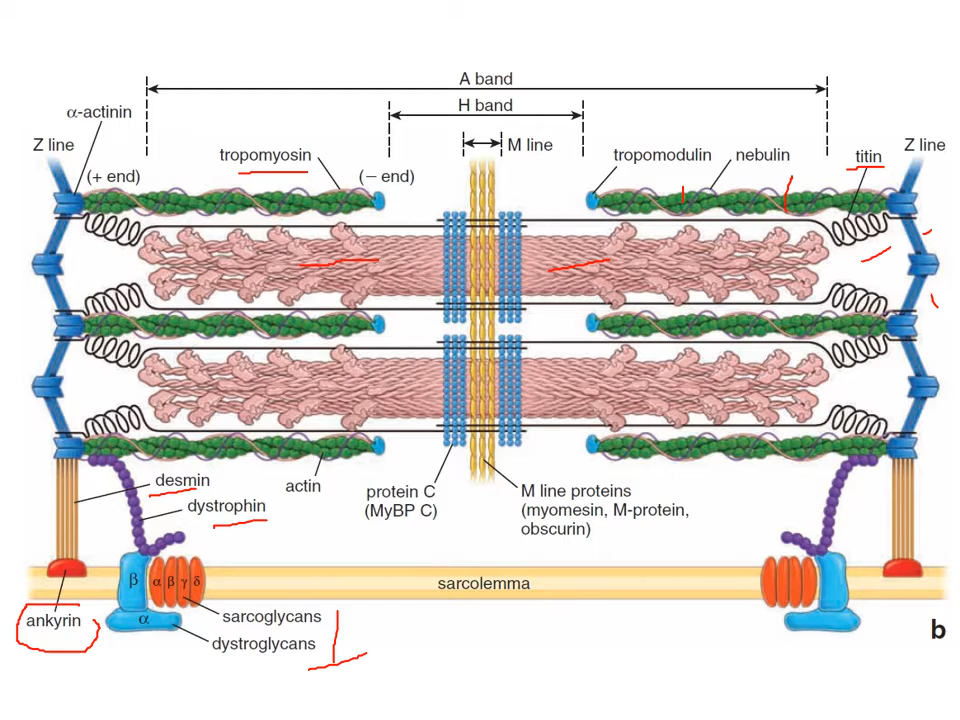 A band
H band
M line
α-actinin
Z line
(+ end)
tropomyosin
(− end)
tropomodulin
nebulin
titin
Z line
desmin
dystrophin
actin
protein C
(MyBP C)
M line proteins
(myomesin, M-protein,
obscurin)
β α β γ δ
sarcolemma
ankyrin
α
sarcoglycans
dystroglycans
b